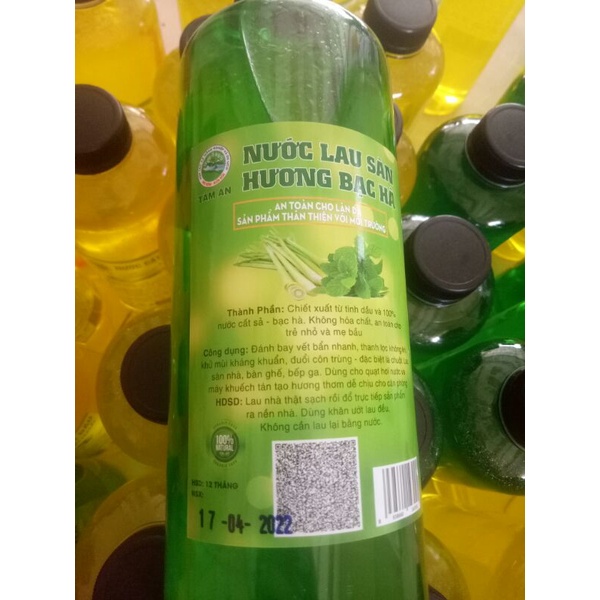 TÂM AN
NƯỚC LAU SÀN
HƯƠNG BẠC HÀ
AN TOÀN CHO LÀN DA
SẢN PHẨM THÂN THIỆN VỚI MÔI TRƯỜNG
Thành Phần: Chiết xuất từ tinh dầu và 100%
nước cất sả - bạc hà. Không hóa chất, an toàn cho
trẻ nhỏ và mẹ bầu
Công dụng: Đánh bay vết bẩn nhanh, thanh lọc không khí,
khử mùi kháng khuẩn, đuổi côn trùng - đặc biệt là chuột. Lau
sàn nhà, bàn ghế, bếp ga. Dùng cho quạt hơi nước và
máy khuếch tán tạo hương thơm dễ chịu cho căn phòng
HDSD: Lau nhà thật sạch rồi đổ trực tiếp sản phẩm
ra nền nhà. Dùng khăn ướt lau đều.
Không cần lau lại bằng nước.
100%
NATURAL
HSD: 12 THÁNG
NSX:
17-04-2022